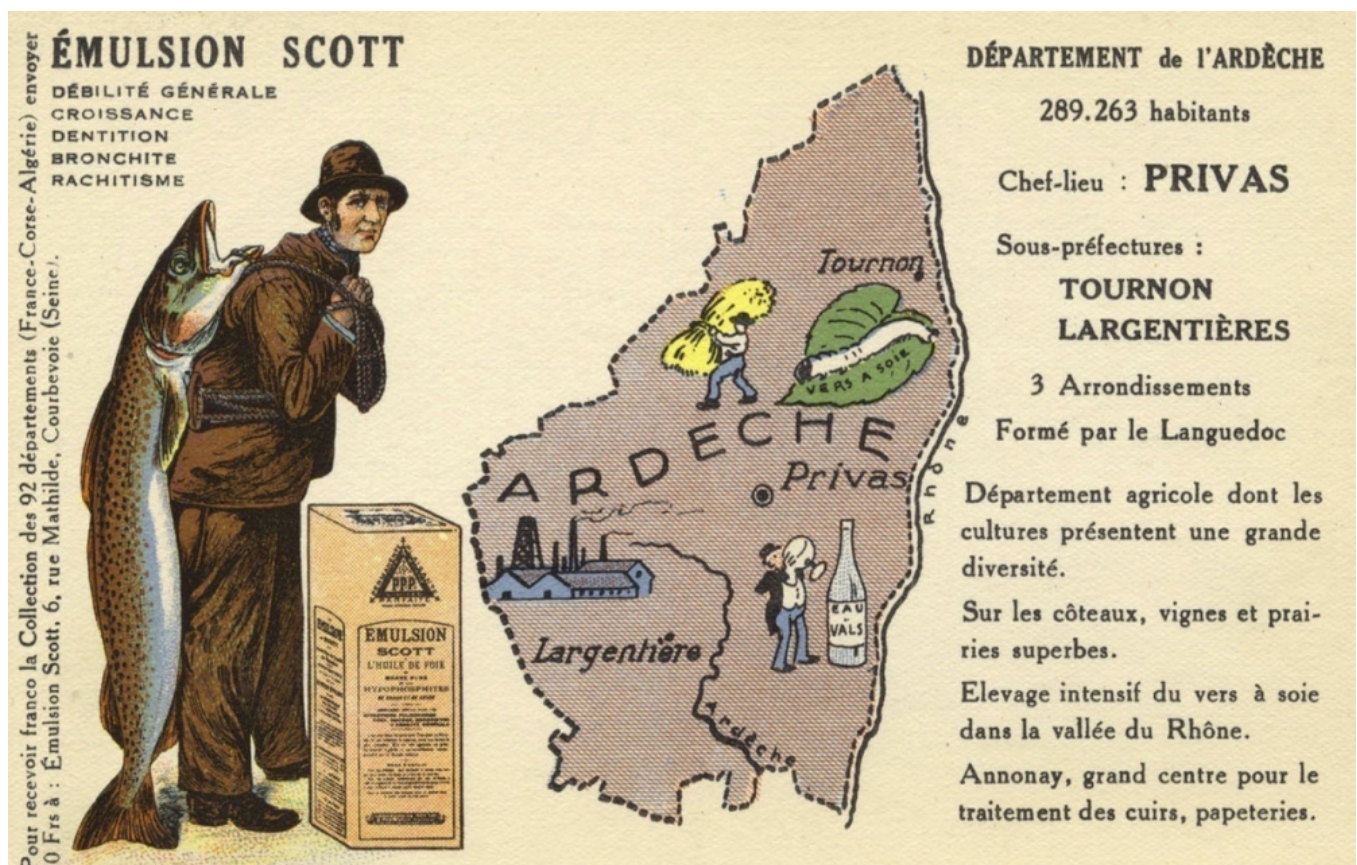 Pour recevoir franco la Collection des 92 départements (France-Corse-Algérie) envoyer
0 Frs à : Émulsion Scott, 6, rue Mathilde, Courbevoie (Seine).
ÉMULSION SCOTT
DÉBILITÉ GÉNÉRALE
CROISSANCE
DENTITION
BRONCHITE
RACHITISME
P.P.P.
PARFAITE
EMULSION
SCOTT
L'HUILE DE FOIE
MORUE PURE
HYPOPHOSPHITES
Tournon
VERS A SOIE
ARDECHE
Privas
Rhône
EAU
VALS
Largentière
Ardèche
DÉPARTEMENT de l'ARDÈCHE
289.263 habitants
Chef-lieu : PRIVAS
Sous-préfectures :
TOURNON
LARGENTIÈRES
3 Arrondissements
Formé par le Languedoc
Département agricole dont les
cultures présentent une grande
diversité.
Sur les côteaux, vignes et prai-
ries superbes.
Elevage intensif du vers à soie
dans la vallée du Rhône.
Annonay, grand centre pour le
traitement des cuirs, papeteries.